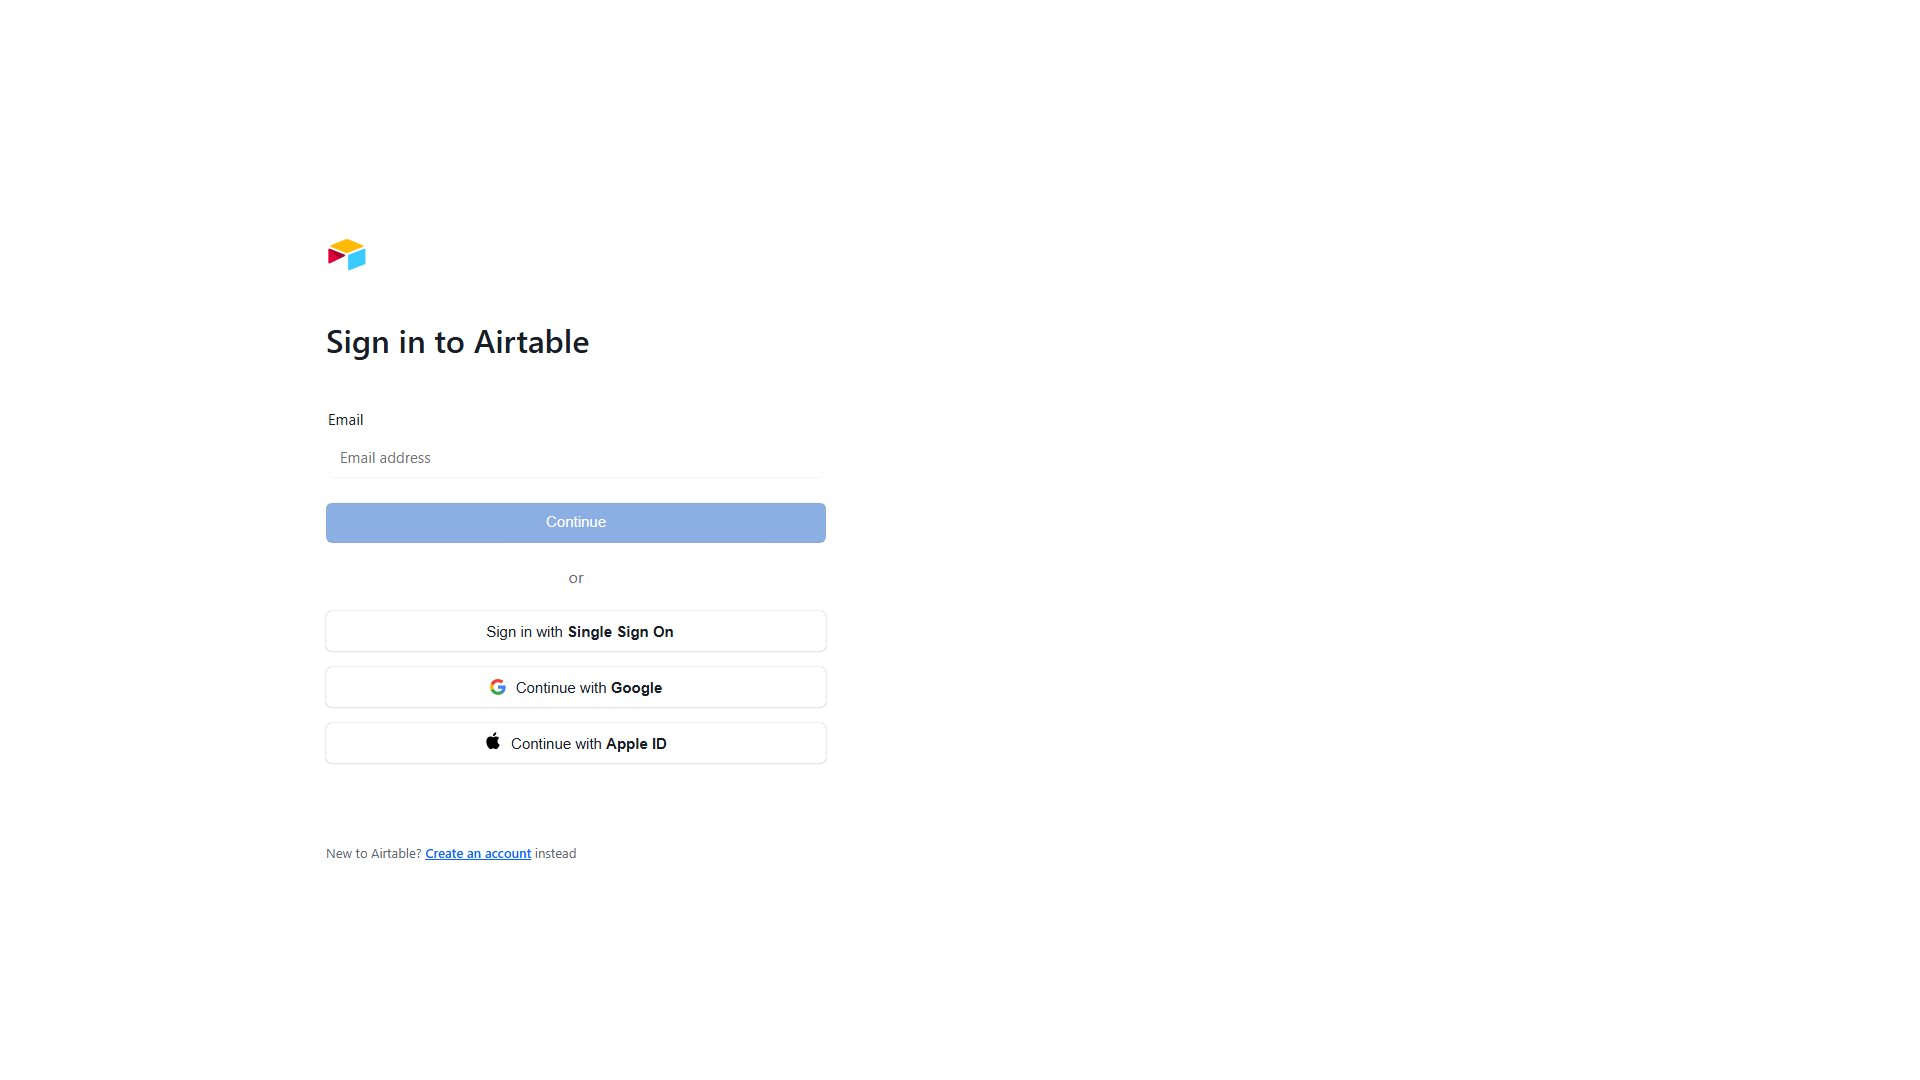 Sign in to Airtable
Email
Email address
Continue
or
Sign in with Single Sign On
Continue with Google
Continue with Apple ID
New to Airtable? Create an account instead